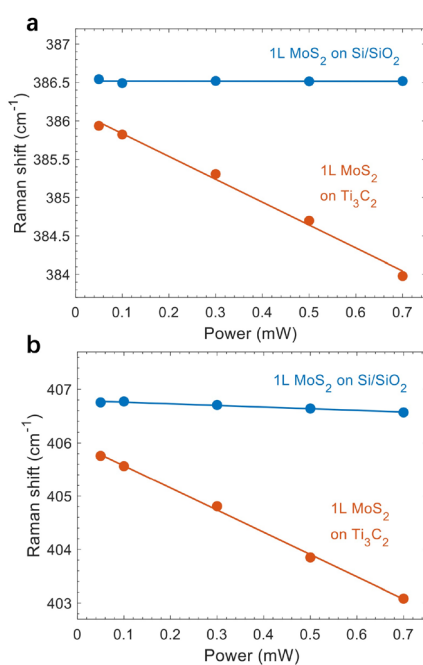 a
387
386.5
386
385.5
385
384.5
384
Raman shift (cm⁻¹)
1L MoS₂ on Si/SiO₂
1L MoS₂
on Ti₃C₂
0 0.1 0.2 0.3 0.4 0.5 0.6 0.7
Power (mW)
b
407
406
405
404
403
Raman shift (cm⁻¹)
1L MoS₂ on Si/SiO₂
1L MoS₂
on Ti₃C₂
0 0.1 0.2 0.3 0.4 0.5 0.6 0.7
Power (mW)